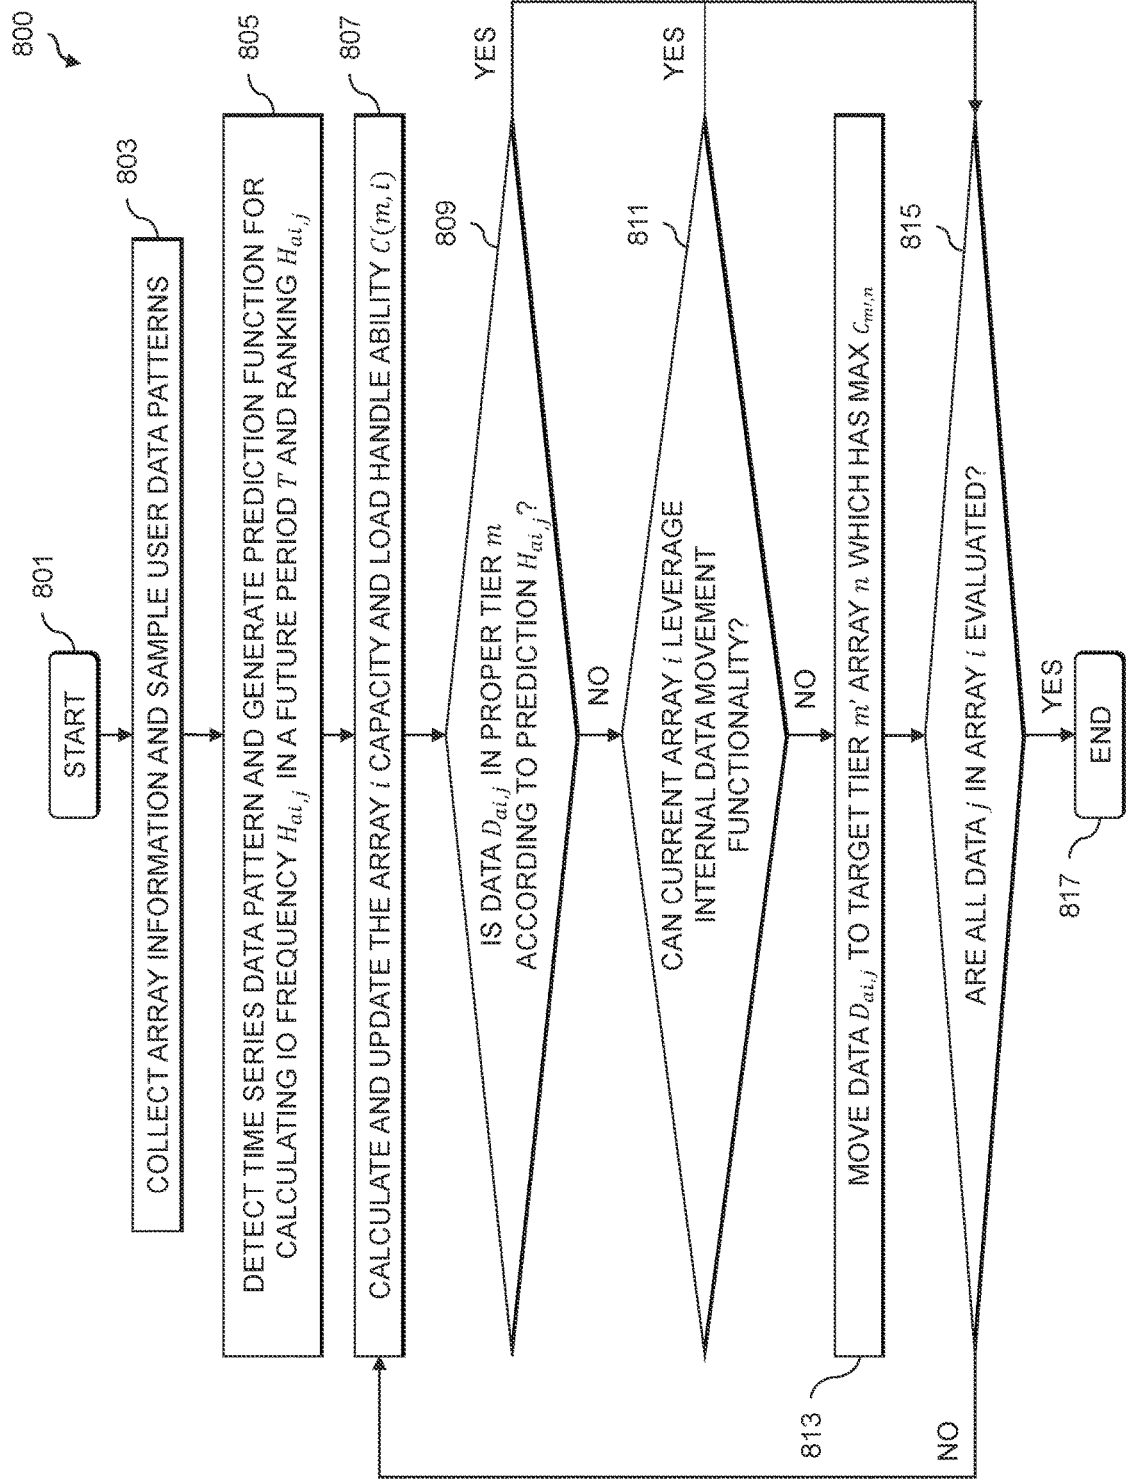 800
801
START
803
COLLECT ARRAY INFORMATION AND SAMPLE USER DATA PATTERNS
805
DETECT TIME SERIES DATA PATTERN AND GENERATE PREDICTION FUNCTION FOR
CALCULATING IO FREQUENCY H_{ai,j} IN A FUTURE PERIOD T AND RANKING H_{ai,j}
807
CALCULATE AND UPDATE THE ARRAY i CAPACITY AND LOAD HANDLE ABILITY C(m, i)
809
IS DATA D_{ai,j} IN PROPER TIER m
ACCORDING TO PREDICTION H_{ai,j}?
YES
NO
811
CAN CURRENT ARRAY i LEVERAGE
INTERNAL DATA MOVEMENT
FUNCTIONALITY?
YES
NO
813
MOVE DATA D_{ai,j} TO TARGET TIER m' ARRAY n WHICH HAS MAX C_{m',n}
815
ARE ALL DATA j IN ARRAY i EVALUATED?
NO
YES
817
END